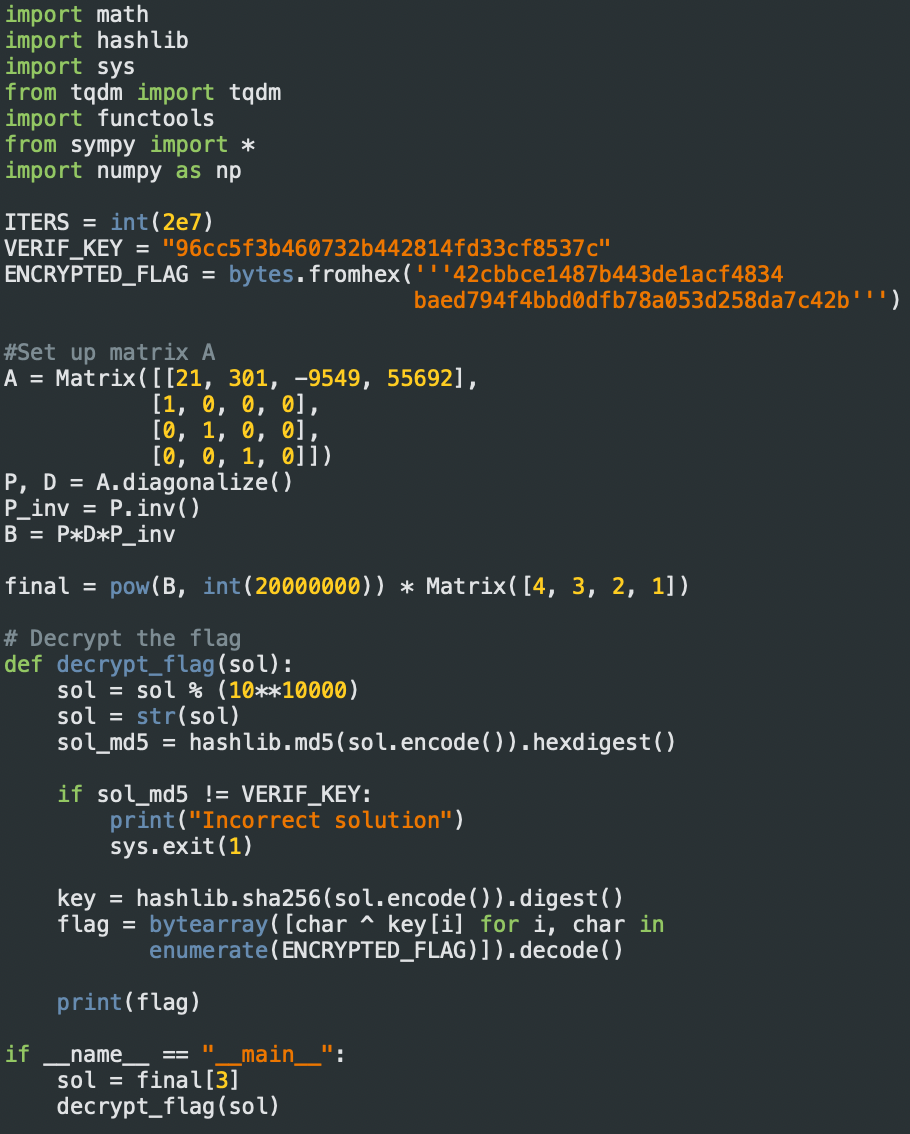 import math
import hashlib
import sys
from tqdm import tqdm
import functools
from sympy import *
import numpy as np

ITERS = int(2e7)
VERIF_KEY = "96cc5f3b460732b442814fd33cf8537c"
ENCRYPTED_FLAG = bytes.fromhex('''42cbbce1487b443de1acf4834
                               baed794f4bbd0dfb78a053d258da7c42b''')

#Set up matrix A
A = Matrix([[21, 301, -9549, 55692],
           [1, 0, 0, 0],
           [0, 1, 0, 0],
           [0, 0, 1, 0]])
P, D = A.diagonalize()
P_inv = P.inv()
B = P*D*P_inv

final = pow(B, int(20000000)) * Matrix([4, 3, 2, 1])

# Decrypt the flag
def decrypt_flag(sol):
    sol = sol % (10**10000)
    sol = str(sol)
    sol_md5 = hashlib.md5(sol.encode()).hexdigest()

    if sol_md5 != VERIF_KEY:
        print("Incorrect solution")
        sys.exit(1)

    key = hashlib.sha256(sol.encode()).digest()
    flag = bytearray([char ^ key[i] for i, char in
           enumerate(ENCRYPTED_FLAG)]).decode()

    print(flag)

if __name__ == "__main__":
    sol = final[3]
    decrypt_flag(sol)